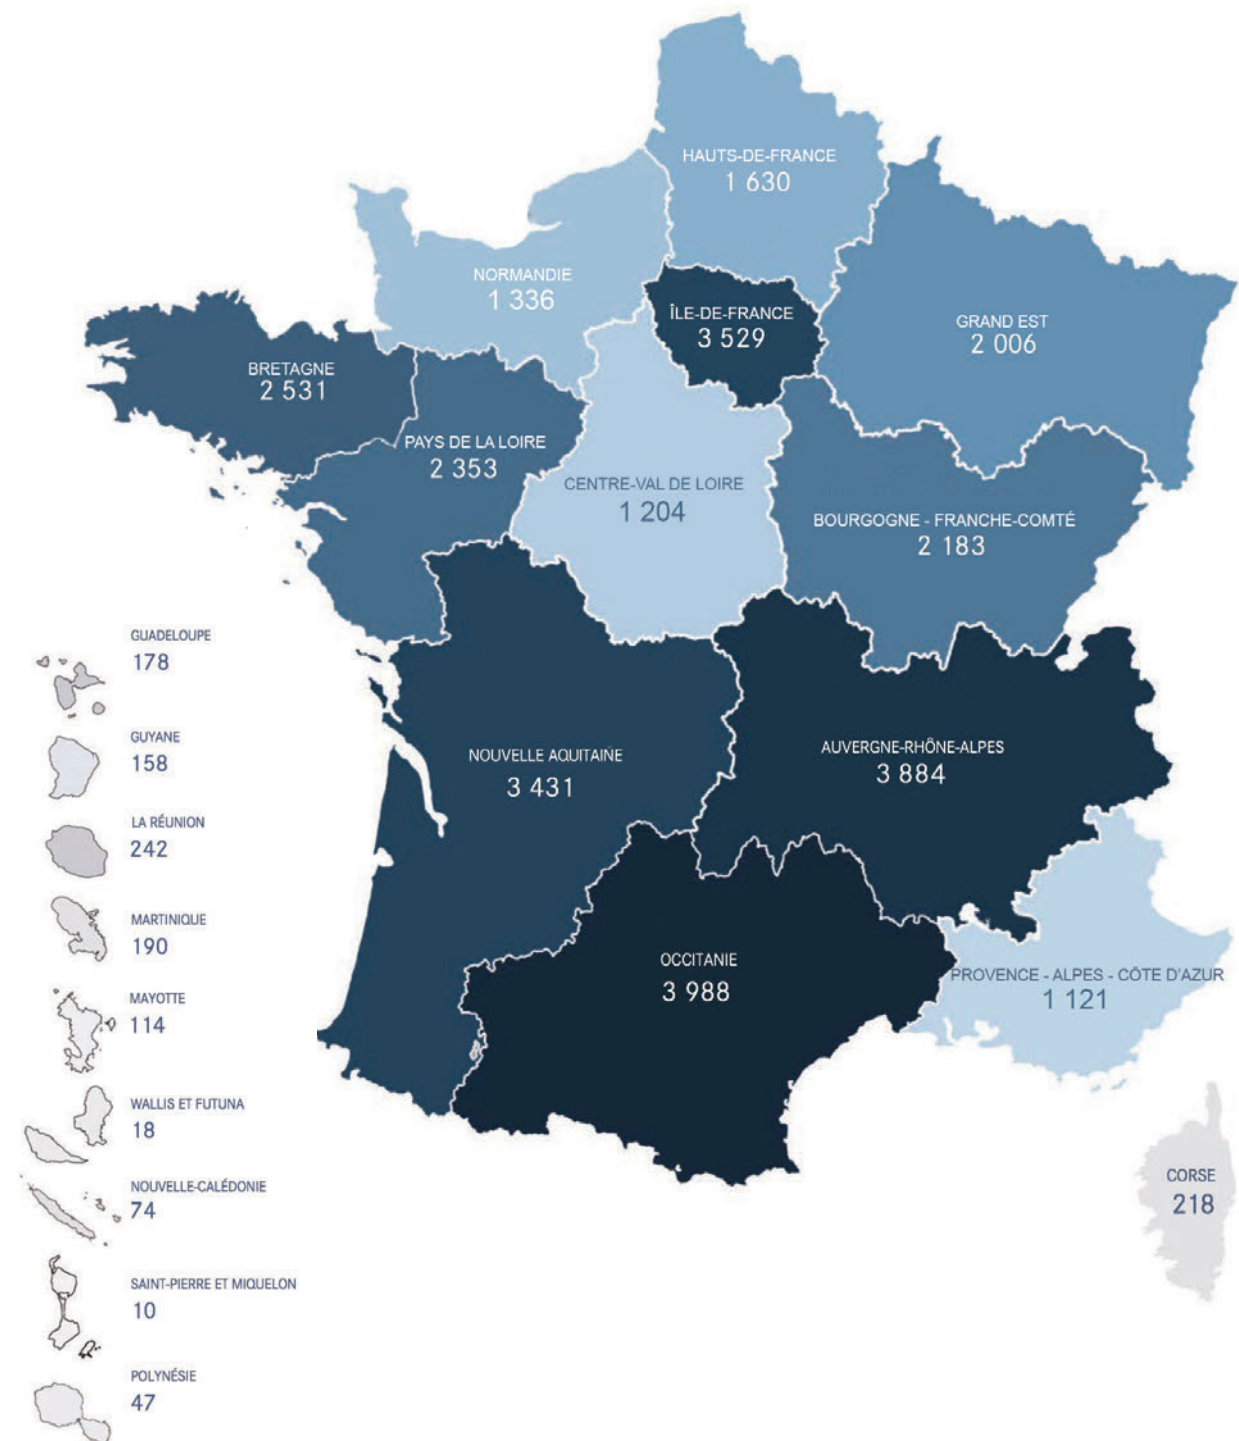 HAUTS-DE-FRANCE
1 630
NORMANDIE
1 336
ÎLE-DE-FRANCE
3 529
GRAND EST
2 006
BRETAGNE
2 531
PAYS DE LA LOIRE
2 353
CENTRE-VAL DE LOIRE
1 204
BOURGOGNE - FRANCHE-COMTÉ
2 183
NOUVELLE AQUITAINE
3 431
AUVERGNE-RHÔNE-ALPES
3 884
OCCITANIE
3 988
PROVENCE - ALPES - CÔTE D'AZUR
1 121
CORSE
218
GUADELOUPE
178
GUYANE
158
LA RÉUNION
242
MARTINIQUE
190
MAYOTTE
114
WALLIS ET FUTUNA
18
NOUVELLE-CALÉDONIE
74
SAINT-PIERRE ET MIQUELON
10
POLYNÉSIE
47